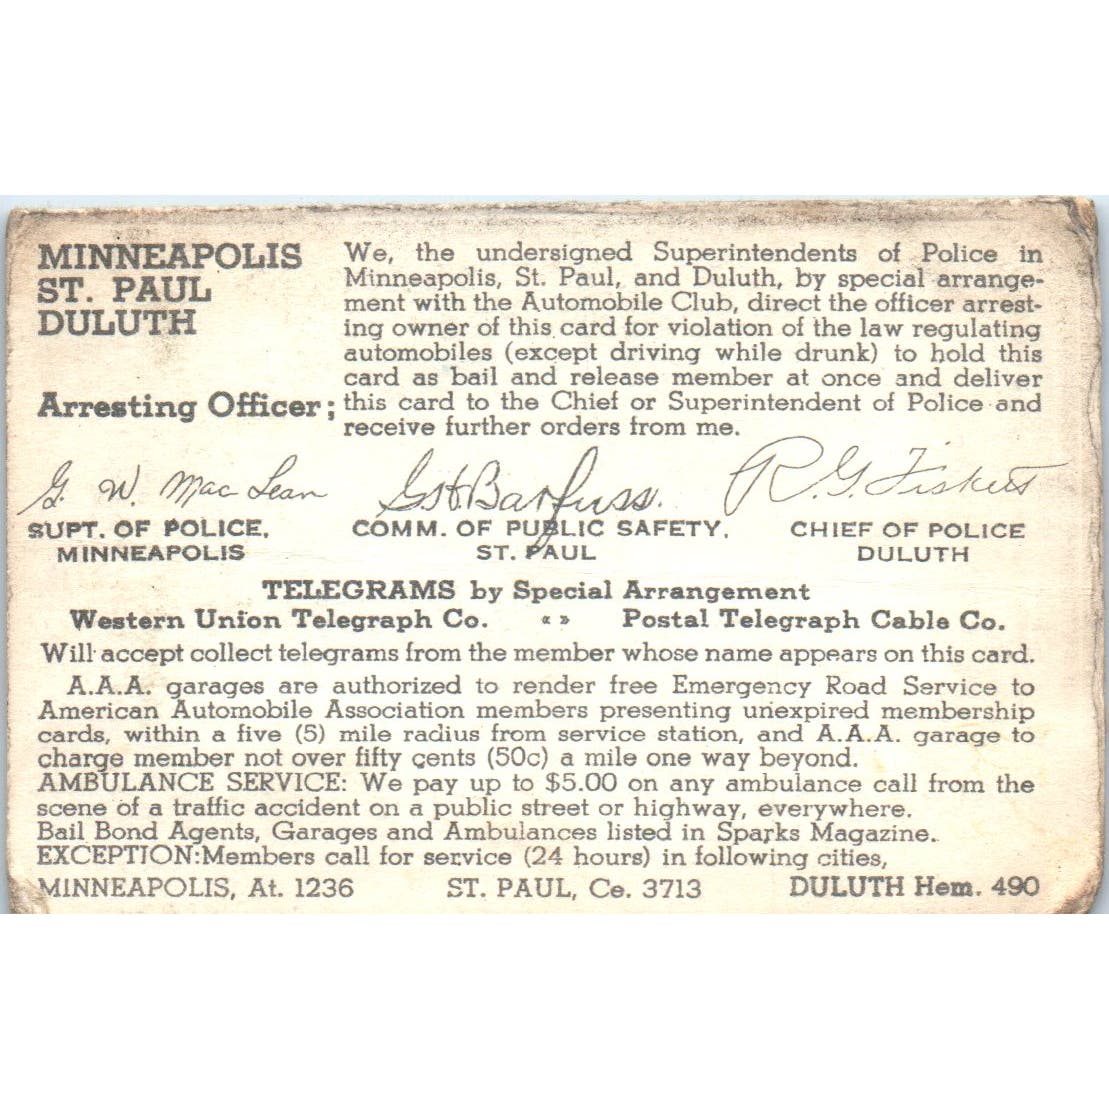 MINNEAPOLIS
ST. PAUL
DULUTH
Arresting Officer;
We, the undersigned Superintendents of Police in
Minneapolis, St. Paul, and Duluth, by special arrange-
ment with the Automobile Club, direct the officer arrest-
ing owner of this card for violation of the law regulating
automobiles (except driving while drunk) to hold this
card as bail and release member at once and deliver
this card to the Chief or Superintendent of Police and
receive further orders from me.
G. W. Mac Lean
G. H. Barfuss.
R. G.
SUPT. OF POLICE,
MINNEAPOLIS
COMM. OF PUBLIC SAFETY,
ST. PAUL
CHIEF OF POLICE
DULUTH
TELEGRAMS by Special Arrangement
Western Union Telegraph Co. « » Postal Telegraph Cable Co.
Will accept collect telegrams from the member whose name appears on this card.
A.A.A. garages are authorized to render free Emergency Road Service to
American Automobile Association members presenting unexpired membership
cards, within a five (5) mile radius from service station, and A.A.A. garage to
charge member not over fifty cents (50c) a mile one way beyond.
AMBULANCE SERVICE: We pay up to $5.00 on any ambulance call from the
scene of a traffic accident on a public street or highway, everywhere.
Bail Bond Agents, Garages and Ambulances listed in Sparks Magazine.
EXCEPTION:Members call for service (24 hours) in following cities,
MINNEAPOLIS, At. 1236 ST. PAUL, Ce. 3713 DULUTH Hem. 490